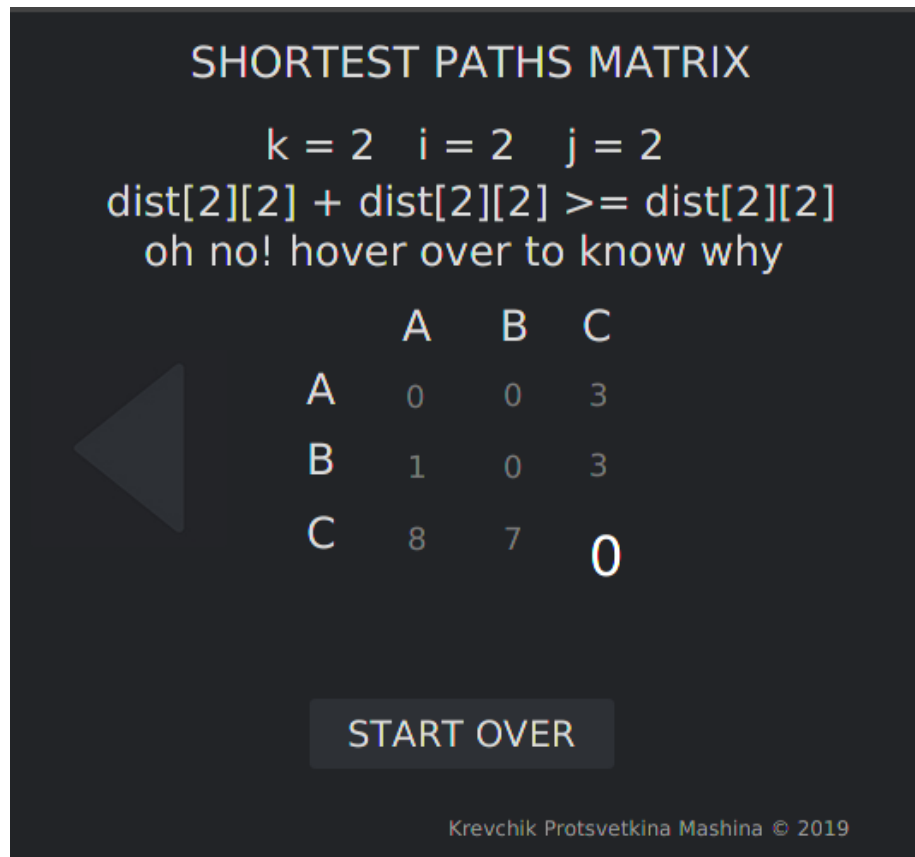 SHORTEST PATHS MATRIX
k = 2 i = 2 j = 2
dist[2][2] + dist[2][2] >= dist[2][2]
oh no! hover over to know why
A B C
A 0 0 3
B 1 0 3
C 8 7 0
START OVER
Krevchik Protsvetkina Mashina © 2019